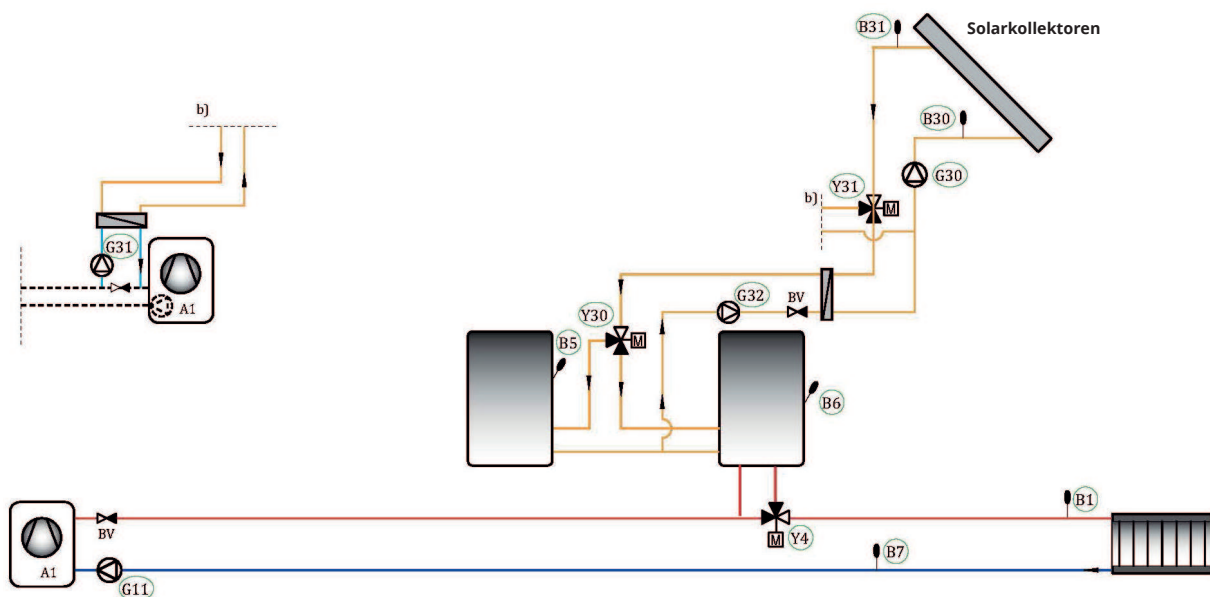 B31
Solarkollektoren
b)
B30
G30
Y31
b)
M
G31
A1
G32
BV
Y30
M
B5
B6
B1
BV
Y4
M
B7
A1
G11